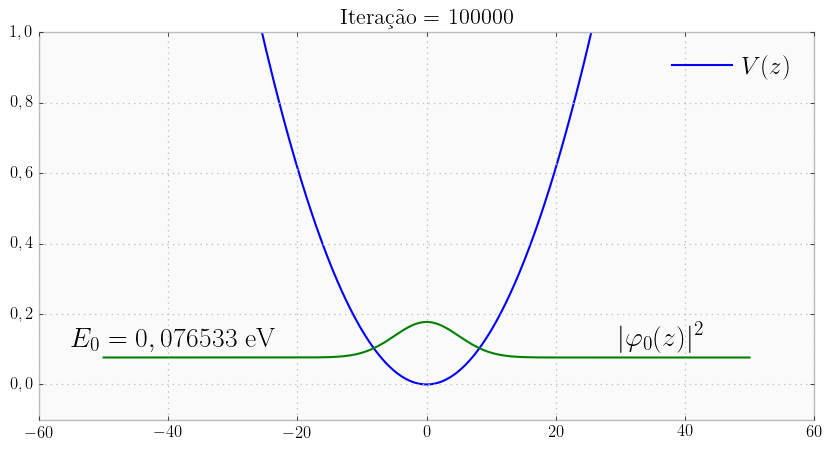 Iteração = 100000
1,0
V(z)
0,8
0,6
0,4
0,2
E₀ = 0,076533 eV
|φ₀(z)|²
0,0
−60 −40 −20 0 20 40 60